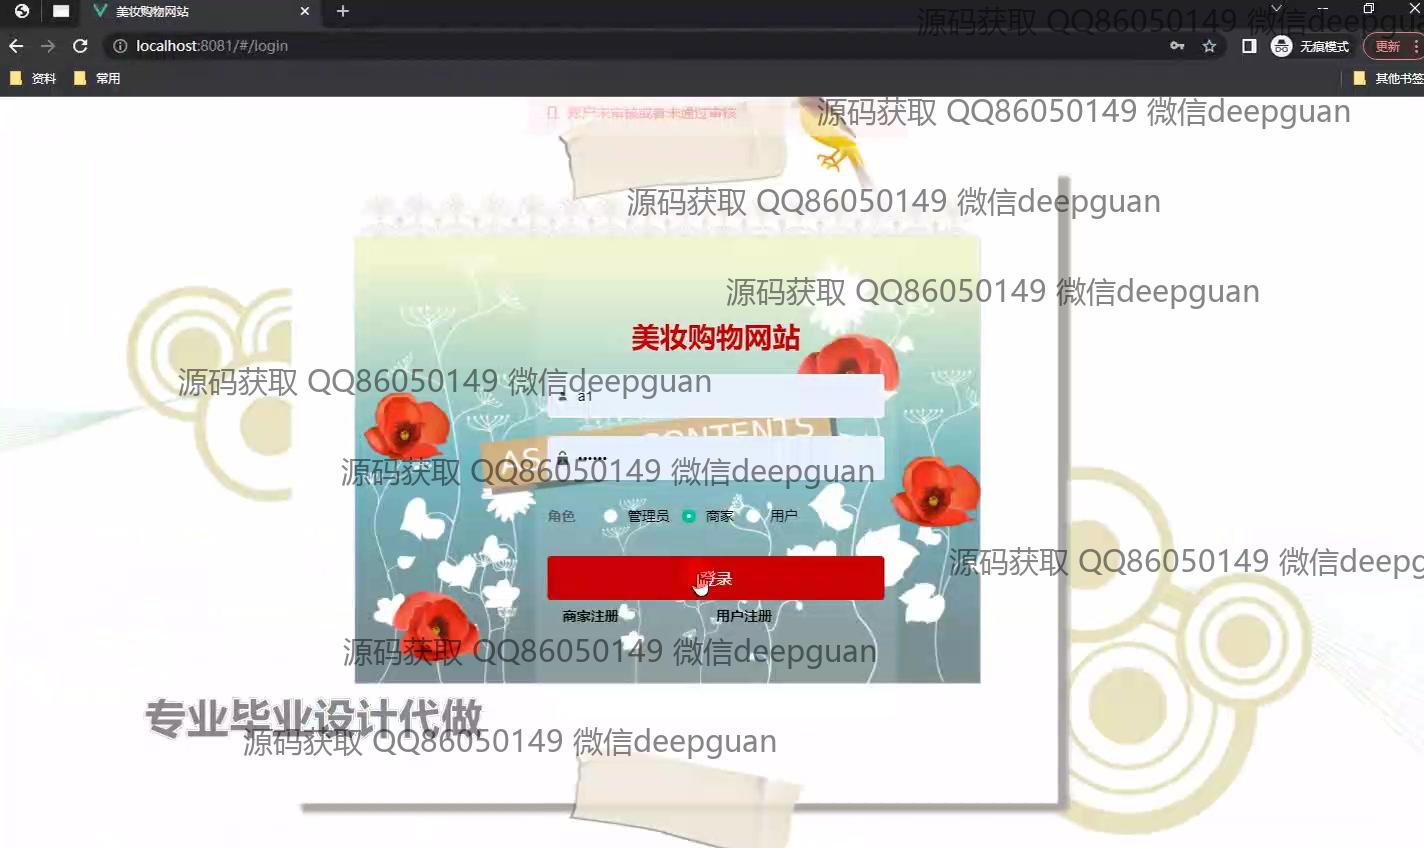 美妆购物网站
localhost:8081/#/login
无痕模式
更新
资料
常用
其他书签
源码获取 QQ86050149 微信deepgua
账户未审核或者未通过审核
源码获取 QQ86050149 微信deepguan
源码获取 QQ86050149 微信deepguan
源码获取 QQ86050149 微信deepguan
美妆购物网站
源码获取 QQ86050149 微信deepguan
a1
AS CONTENTS
••••••
源码获取 QQ86050149 微信deepguan
角色 管理员 商家 用户
源码获取 QQ86050149 微信deepg
登录
商家注册 用户注册
源码获取 QQ86050149 微信deepguan
专业毕业设计代做
源码获取 QQ86050149 微信deepguan